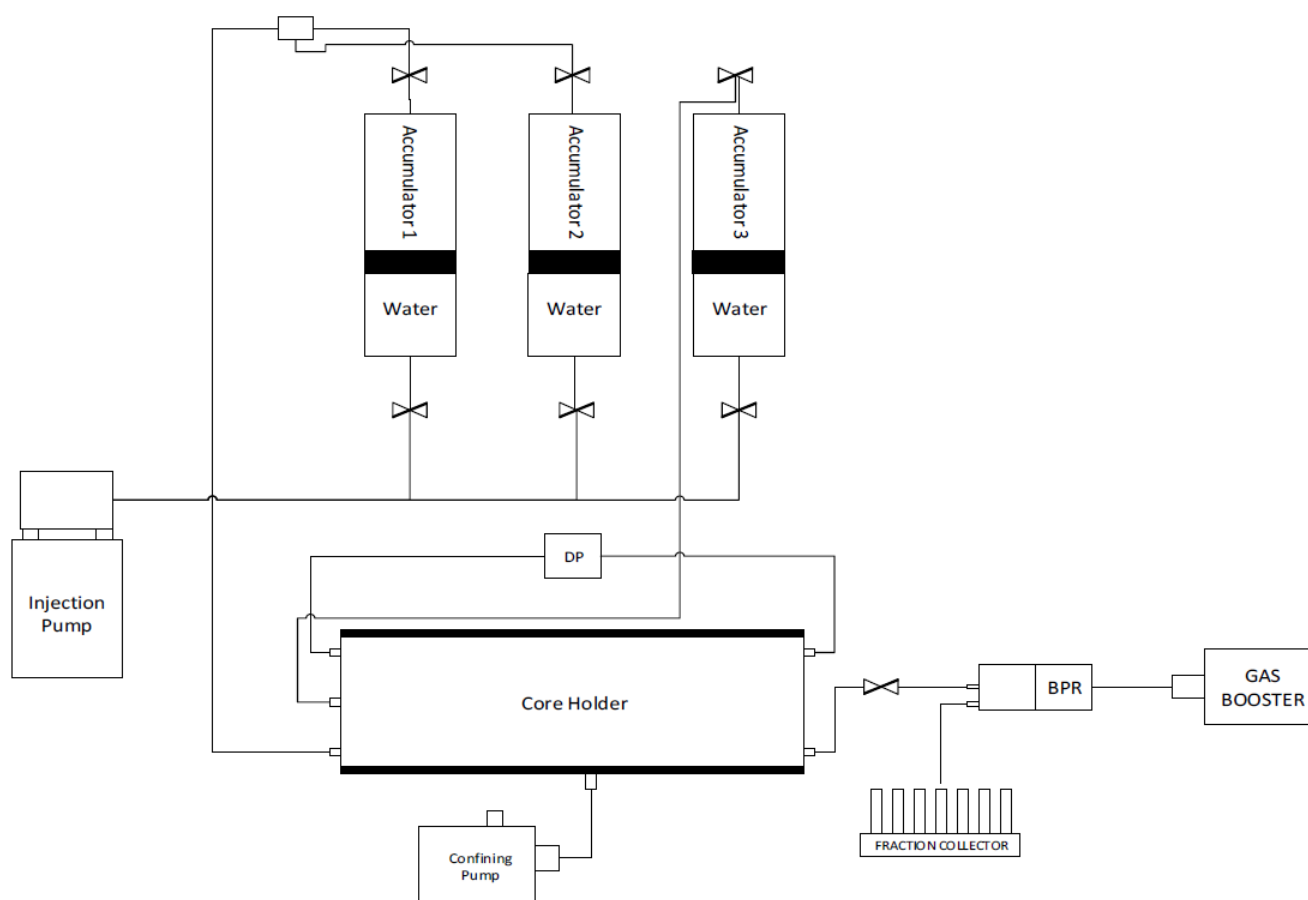 Accumulator 1
Accumulator 2
Accumulator 3
Water
Water
Water
Injection
Pump
DP
Core Holder
BPR
GAS
BOOSTER
Confining
Pump
FRACTION COLLECTOR